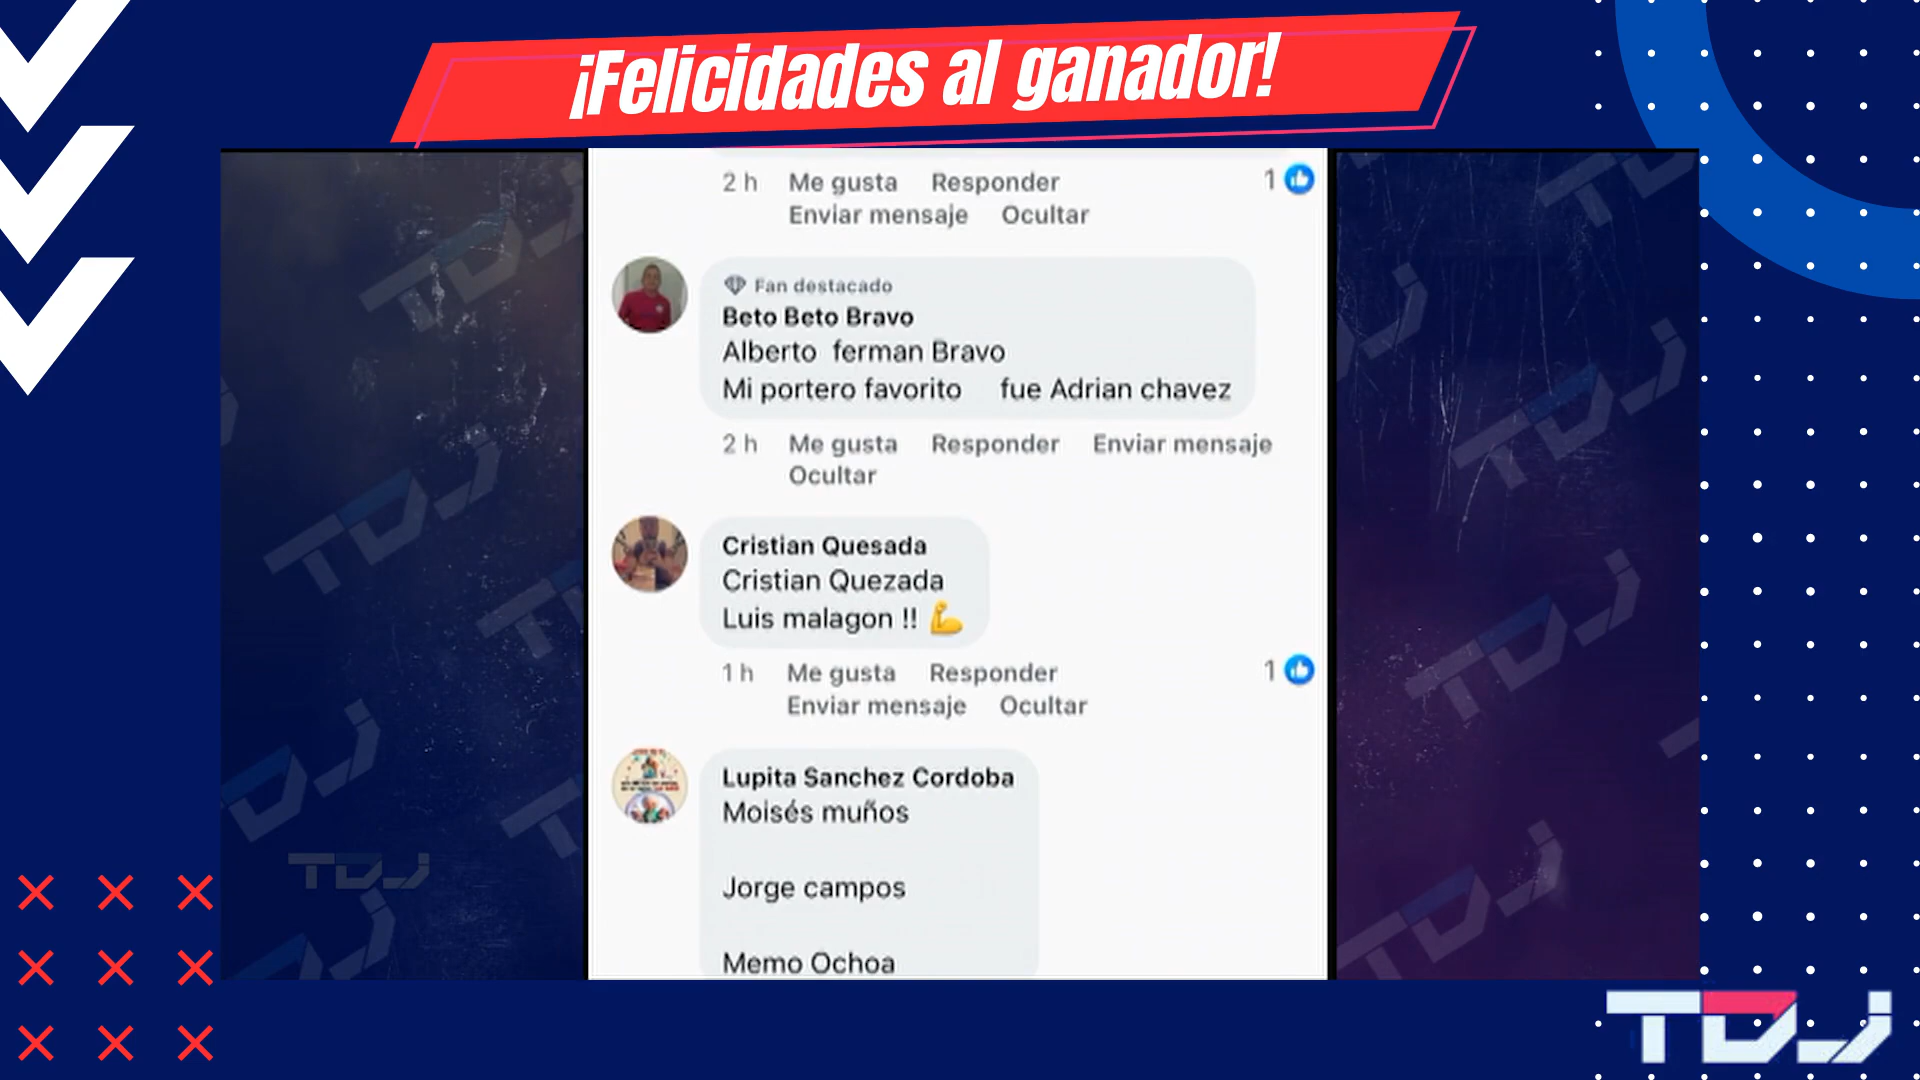 ¡Felicidades al ganador!
2 h Me gusta Responder 1
Enviar mensaje Ocultar
Fan destacado
Beto Beto Bravo
Alberto ferman Bravo
Mi portero favorito fue Adrian chavez
2 h Me gusta Responder Enviar mensaje
Ocultar
Cristian Quesada
Cristian Quezada
Luis malagon !! 💪
1 h Me gusta Responder 1
Enviar mensaje Ocultar
Lupita Sanchez Cordoba
Moisés muños
Jorge campos
Memo Ochoa
TDJ
TDJ